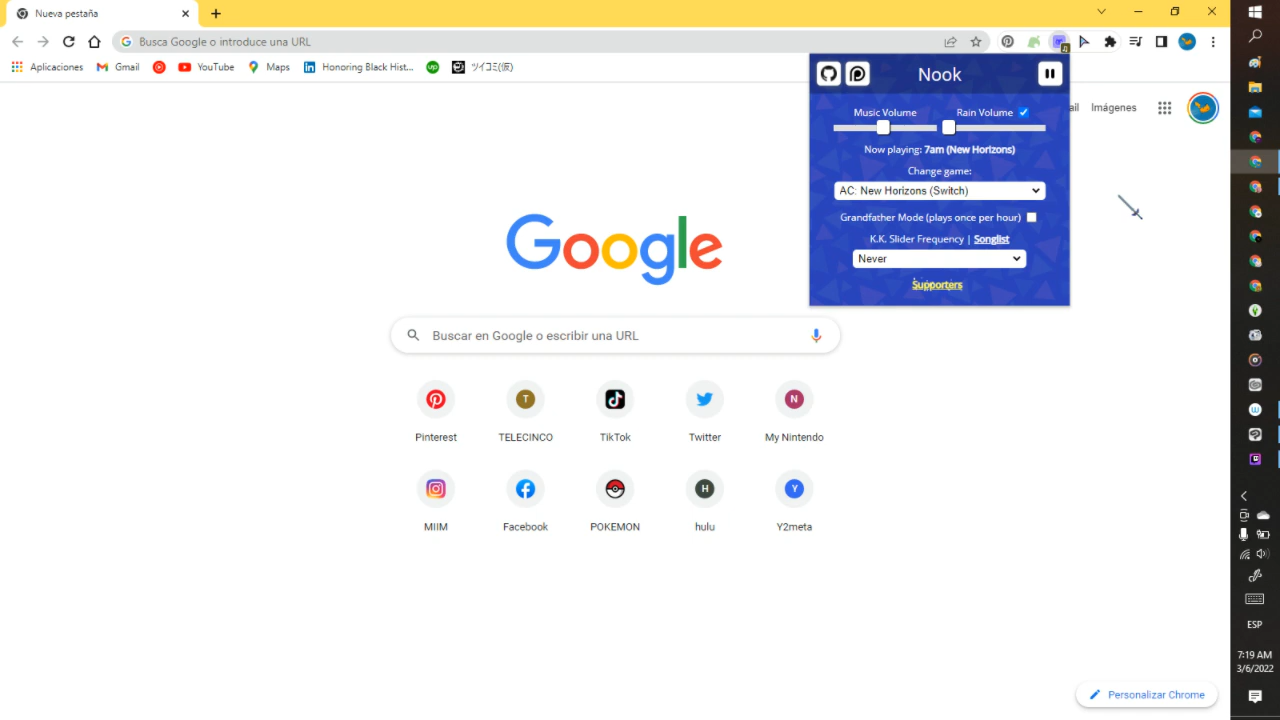 Nueva pestaña
Busca Google o introduce una URL
Aplicaciones
Gmail
YouTube
Maps
Honoring Black Hist...
up
ツイコミ(仮)
Nook
Music Volume
Rain Volume
Now playing: 7am (New Horizons)
Change game:
AC: New Horizons (Switch)
Grandfather Mode (plays once per hour)
K.K. Slider Frequency | Songlist
Never
Supporters
ail
Imágenes
Google
Buscar en Google o escribir una URL
Pinterest
T
TELECINCO
TikTok
Twitter
N
My Nintendo
MIIM
Facebook
POKEMON
H
hulu
Y
Y2meta
Personalizar Chrome
ESP
7:19 AM
3/6/2022